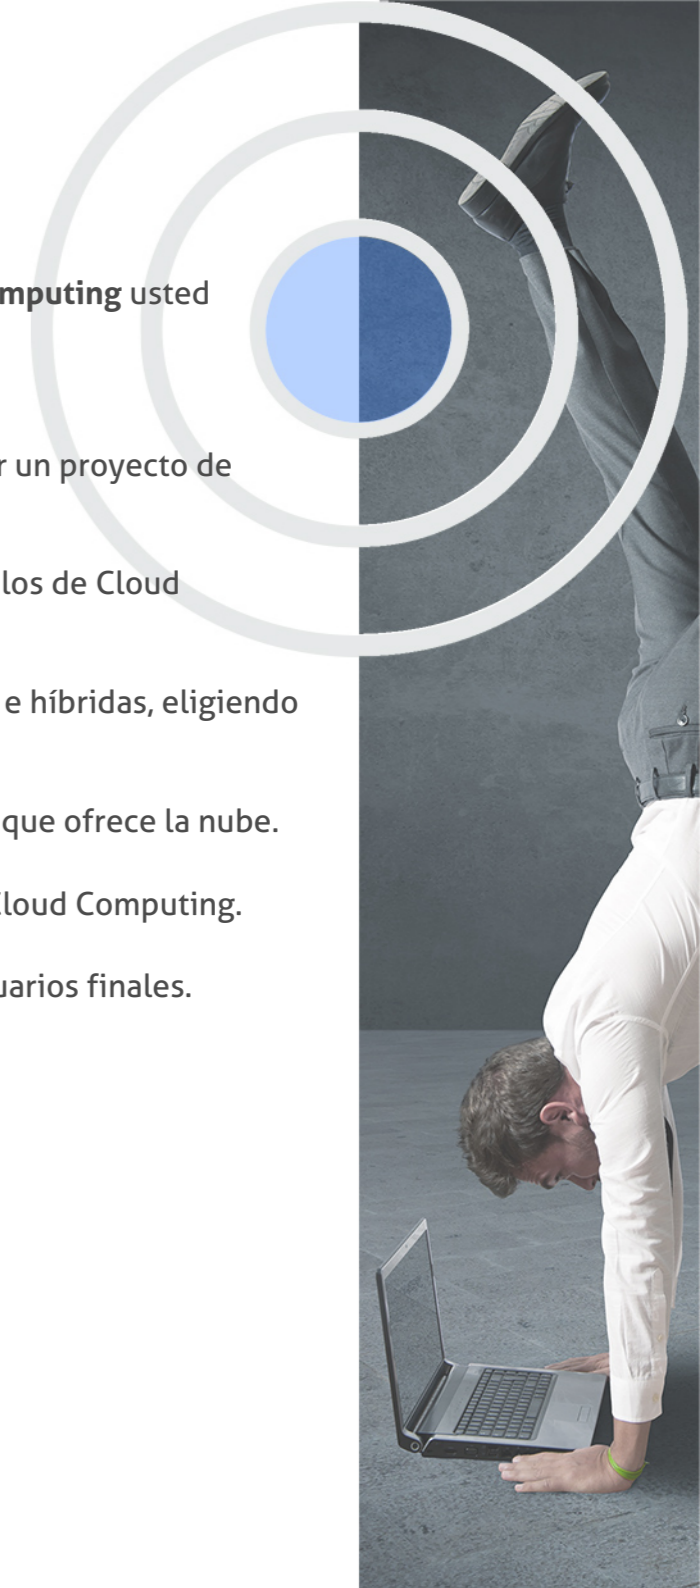 mputing usted
r un proyecto de
los de Cloud
e híbridas, eligiendo
que ofrece la nube.
Cloud Computing.
uarios finales.